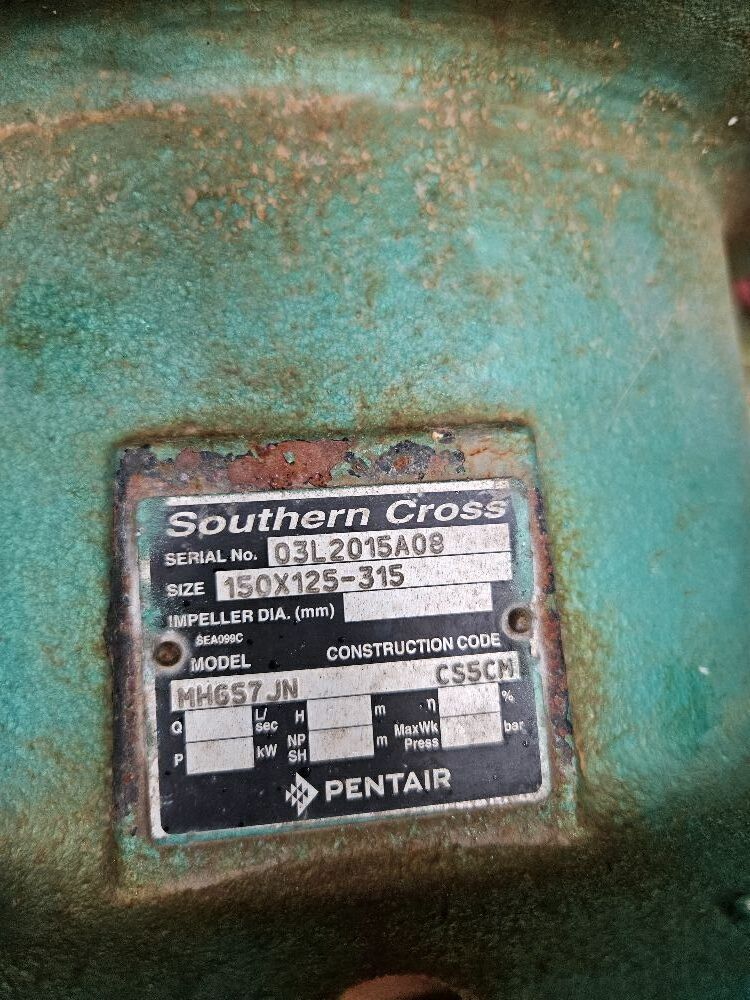 Southern Cross
SERIAL No. 03L2015A08
SIZE 150X125-315
IMPELLER DIA. (mm)
SEA099C
MODEL CONSTRUCTION CODE
MHG57JN CS5CM
Q L/sec H m η %
P kW NPSH m MaxWk Press bar
PENTAIR